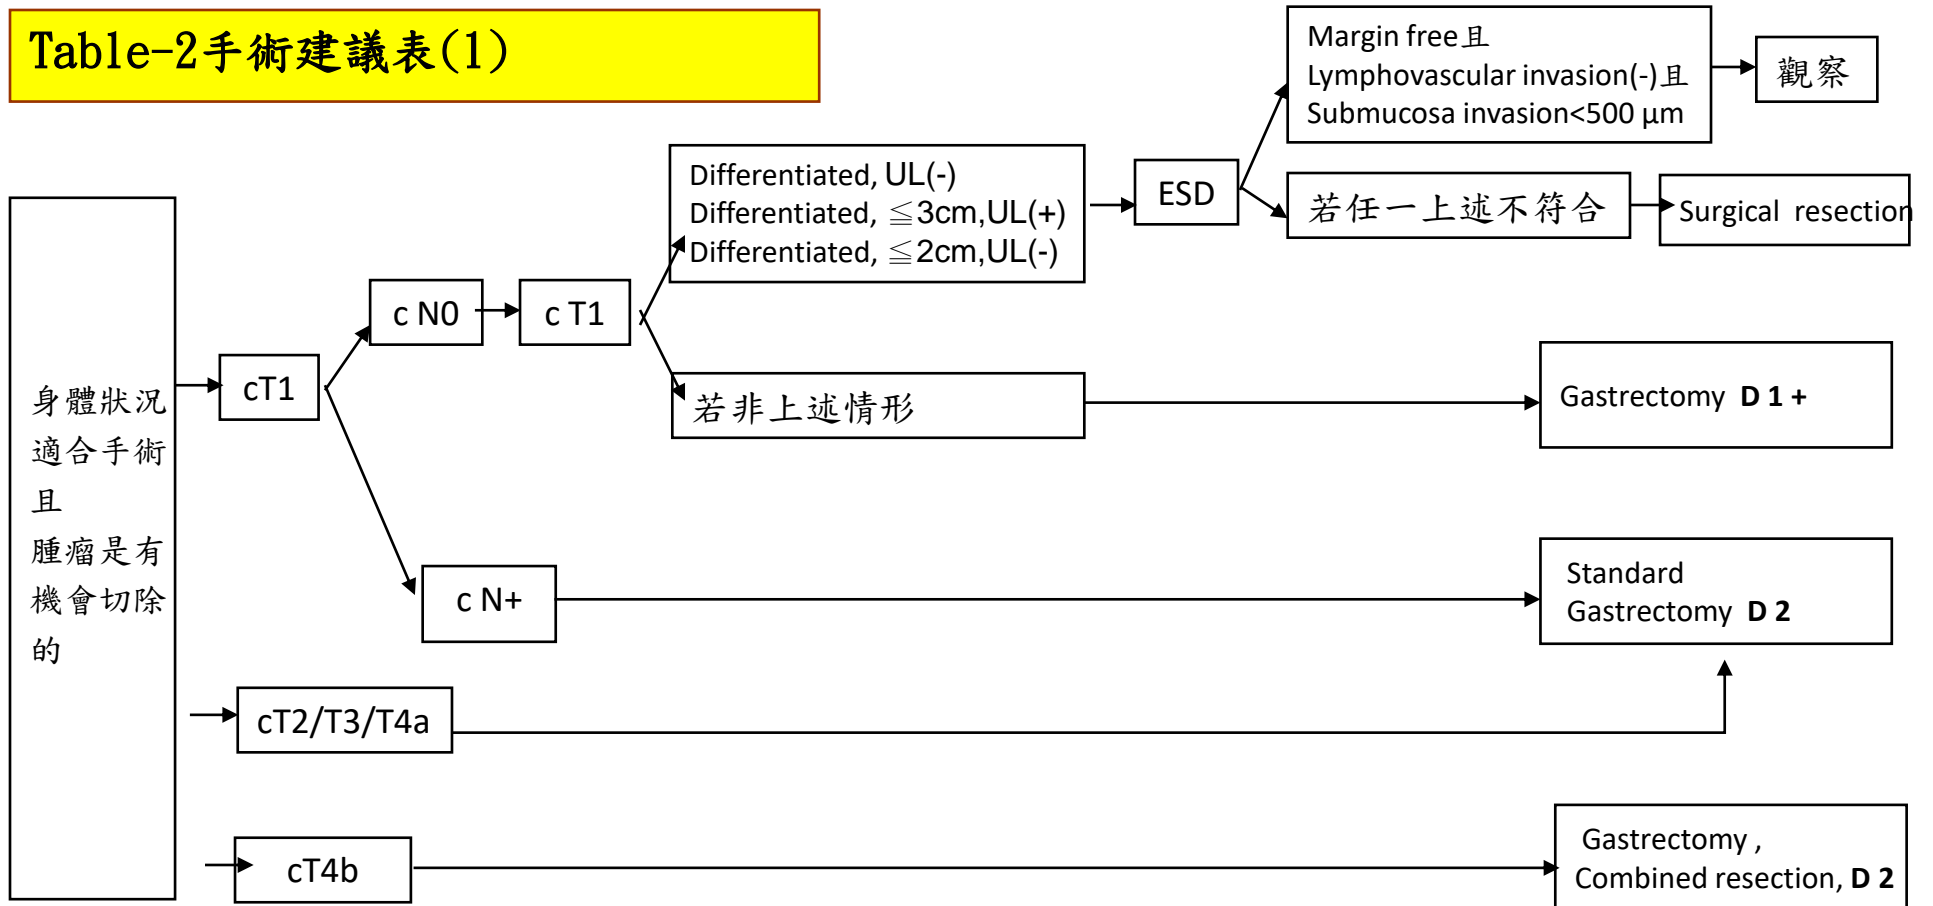 Table-2手術建議表(1)
Margin free且
Lymphovascular invasion(-)且
Submucosa invasion<500 μm
觀察
Differentiated, UL(-)
Differentiated, ≦3cm,UL(+)
Differentiated, ≦2cm,UL(-)
ESD
若任一上述不符合
Surgical resection
c N0
c T1
cT1
若非上述情形
Gastrectomy D 1 +
身體狀況
適合手術
且
腫瘤是有
機會切除
的
c N+
Standard
Gastrectomy D 2
cT2/T3/T4a
cT4b
Gastrectomy ,
Combined resection, D 2